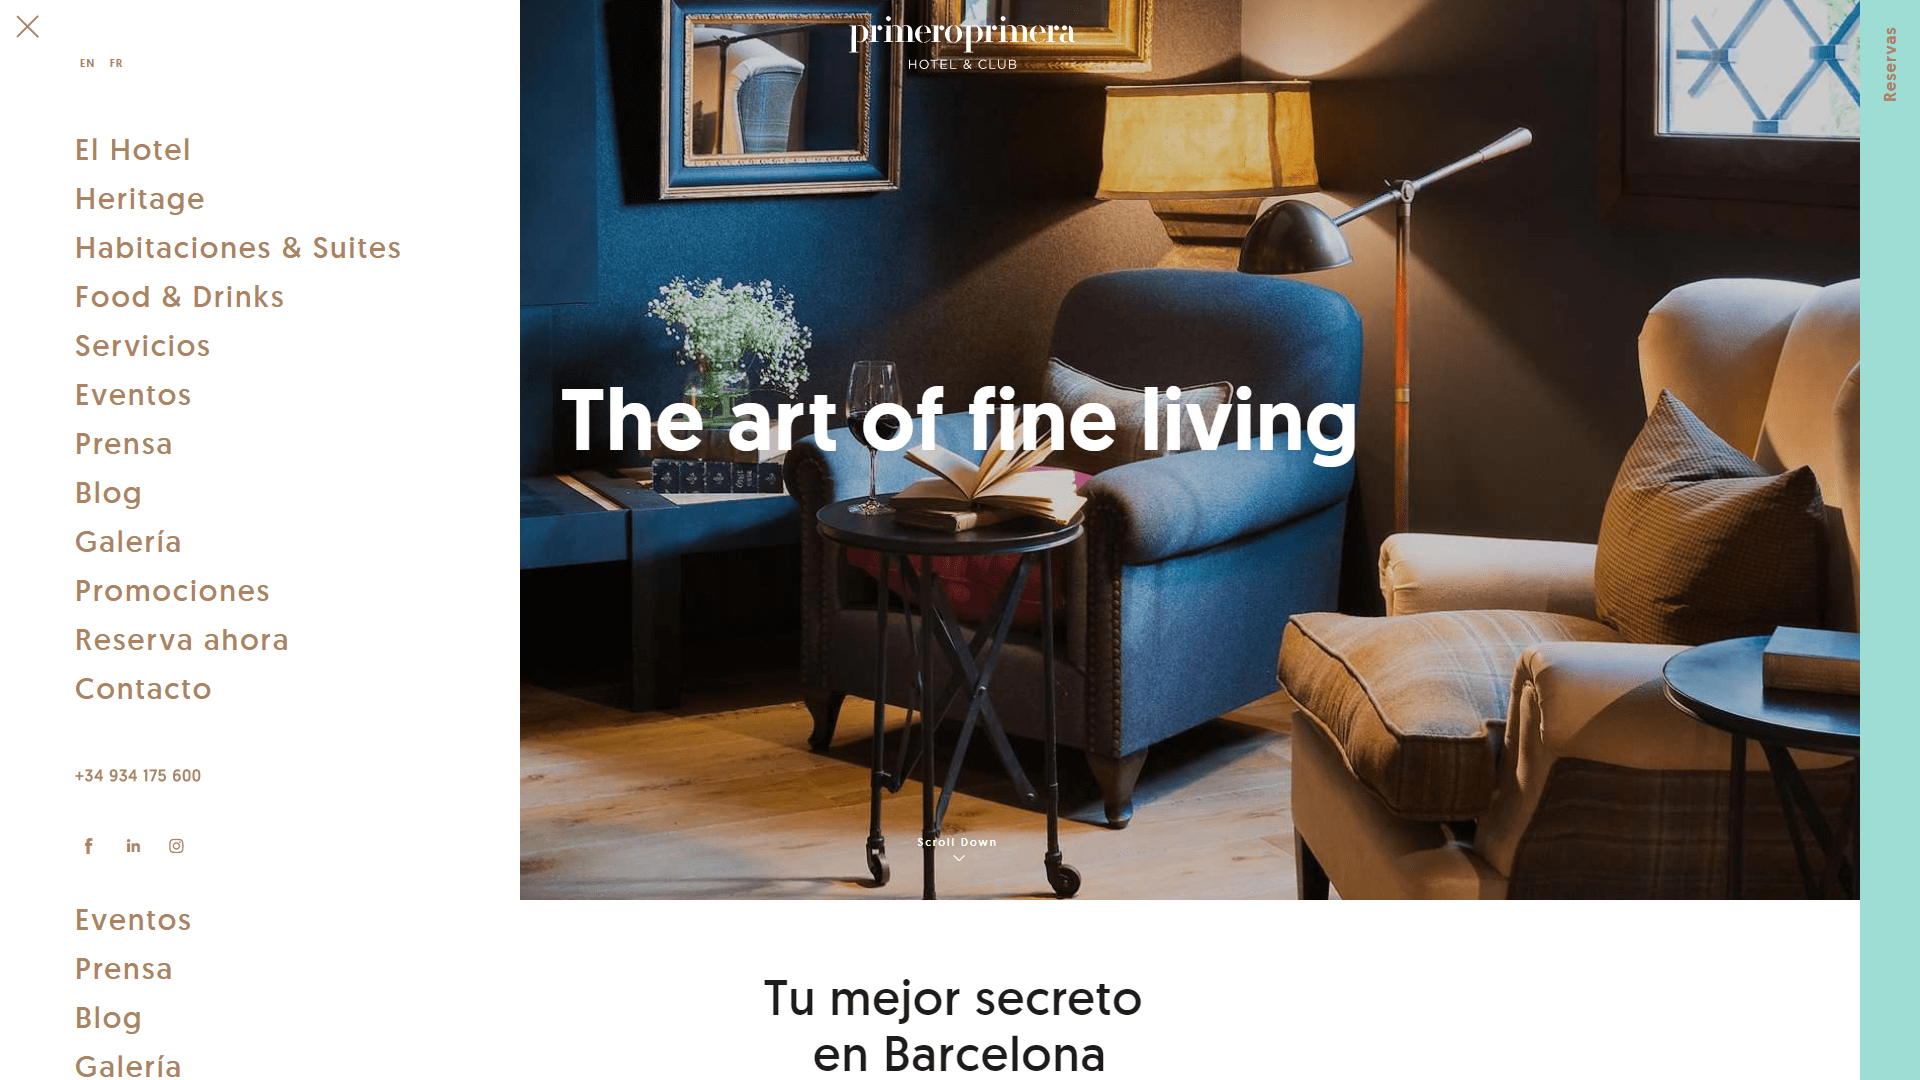 EN FR
El Hotel
Heritage
Habitaciones & Suites
Food & Drinks
Servicios
Eventos
Prensa
Blog
Galería
Promociones
Reserva ahora
Contacto
+34 934 175 600
Eventos
Prensa
Blog
Galería
primeroprimera
HOTEL & CLUB
The art of fine living
Scroll Down
Tu mejor secreto
en Barcelona
Reservas